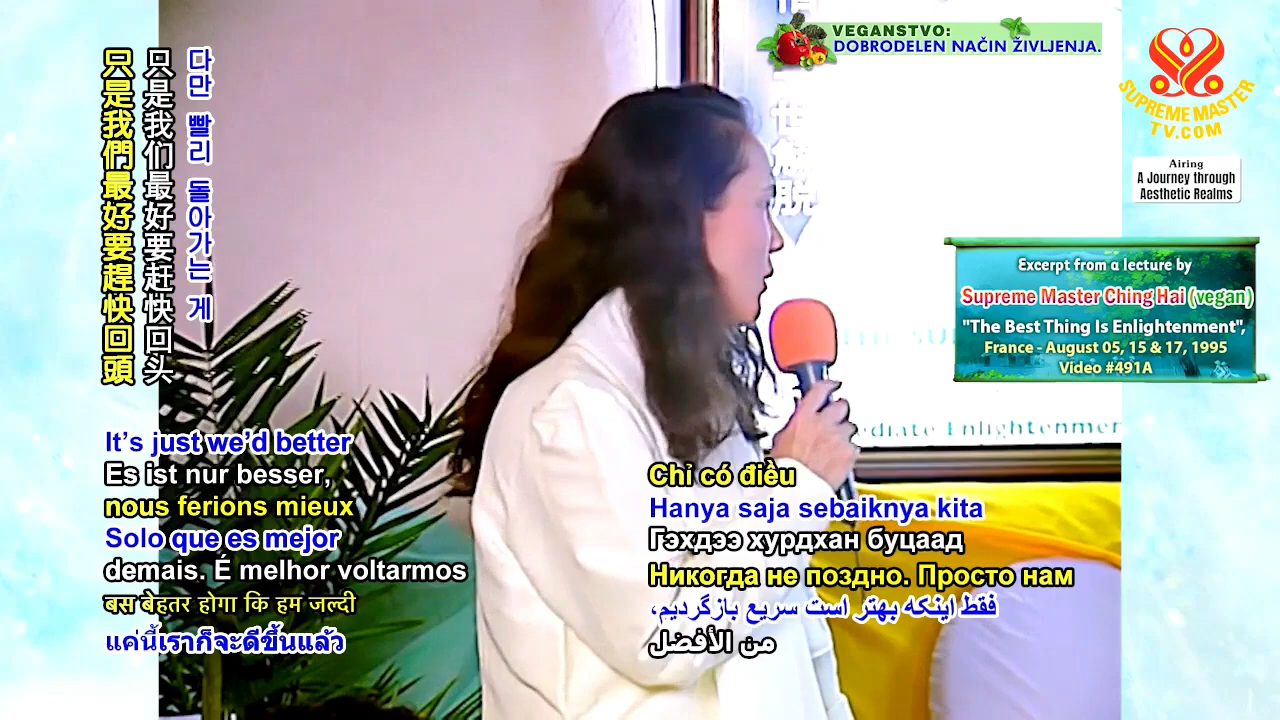 只是我們最好要趕快回頭
只是我们最好要赶快回头
다만 빨리 돌아가는 게
VEGANSTVO:
DOBRODELEN NAČIN ŽIVLJENJA.
SUPREME MASTER
TV.COM
Airing
A Journey through
Aesthetic Realms
Excerpt from a lecture by
Supreme Master Ching Hai (vegan)
"The Best Thing Is Enlightenment",
France - August 05, 15 & 17, 1995
Video #491A
世解脫
mediate Enlightenmen
It's just we'd better
Es ist nur besser,
nous ferions mieux
Solo que es mejor
demais. É melhor voltarmos
बस बेहतर होगा कि हम जल्दी
แค่นี้เราก็จะดีขึ้นแล้ว
Chỉ có điều
Hanya saja sebaiknya kita
Гэхдээ хурдхан буцаад
Никогда не поздно. Просто нам
فقط اینکه بهتر است سریع بازگردیم،
من الأفضل